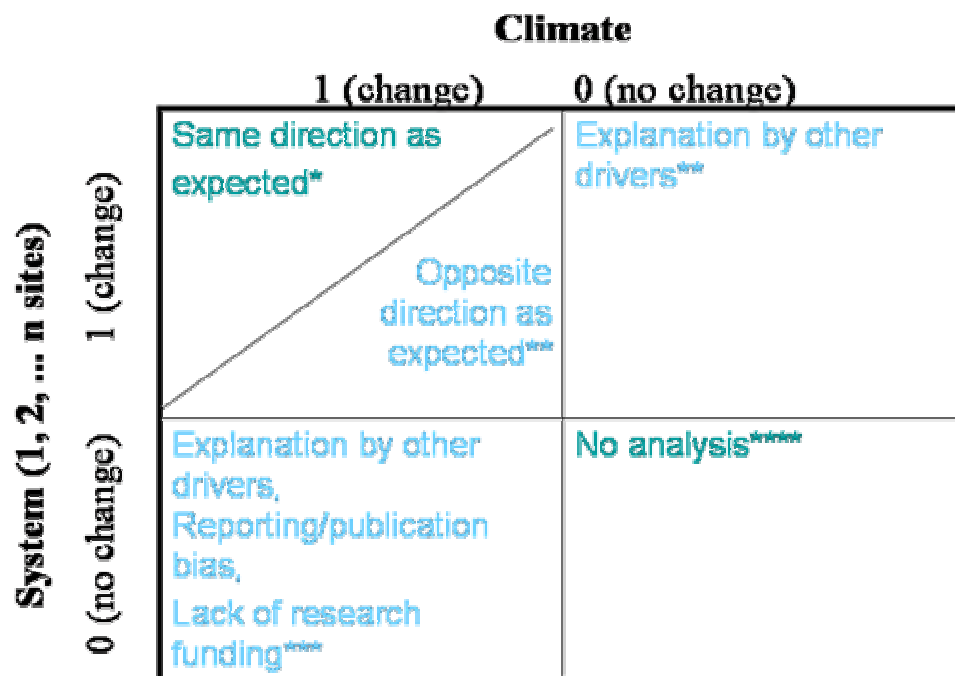 Climate
1 (change)
0 (no change)
System (1, 2, ... n sites)
1 (change)
Same direction as
expected*
Opposite
direction as
expected***
Explanation by other
drivers**
0 (no change)
Explanation by other
drivers,
Reporting/publication
bias,
Lack of research
funding****
No analysis****